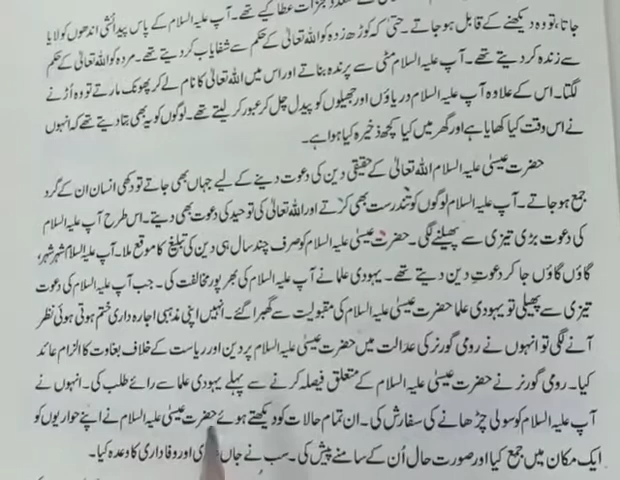 متعدد معجزات عطا کیے تھے۔ آپ علیہ السلام کے پاس پیدائشی اندھوں کو لایا
جاتا، تو وہ دیکھنے کے قابل ہو جاتے۔ حتیٰ کہ کوڑھ زدہ کو اللہ تعالیٰ کے حکم سے شفایاب کر دیتے تھے۔ مردہ کو اللہ تعالیٰ کے حکم
سے زندہ کر دیتے تھے۔ آپ علیہ السلام مٹی سے پرندہ بناتے اور اس میں اللہ تعالیٰ کا نام لے کر پھونک مارتے تو وہ اُڑنے
لگتا۔ اس کے علاوہ آپ علیہ السلام دریاؤں اور جھیلوں کو پیدل چل کر عبور کر لیتے تھے۔ لوگوں کو یہ بھی بتا دیتے تھے کہ انہوں
نے اس وقت کیا کھایا ہے اور گھر میں کیا کچھ ذخیرہ کیا ہوا ہے۔
حضرت عیسیٰ علیہ السلام اللہ تعالیٰ کے حقیقی دین کی دعوت دینے کے لیے جہاں بھی جاتے تو دکھی انسان ان کے گرد
جمع ہو جاتے۔ آپ علیہ السلام لوگوں کو تندرست بھی کرتے اور اللہ تعالیٰ کی توحید کی دعوت بھی دیتے۔ اس طرح آپ علیہ السلام
کی دعوت بڑی تیزی سے پھیلنے لگی۔ حضرت عیسیٰ علیہ السلام کو صرف چند سال ہی دین کی تبلیغ کا موقع ملا۔ آپ علیہ السلام شہر شہر،
گاؤں گاؤں جا کر دعوتِ دین دیتے تھے۔ یہودی علما نے آپ علیہ السلام کی بھرپور مخالفت کی۔ جب آپ علیہ السلام کی دعوت
تیزی سے پھیلی تو یہودی علما حضرت عیسیٰ علیہ السلام کی مقبولیت سے گھبرا گئے۔ انہیں اپنی مذہبی اجارہ داری ختم ہوتی ہوئی نظر
آنے لگی تو انہوں نے رومی گورنر کی عدالت میں حضرت عیسیٰ علیہ السلام پر دین اور ریاست کے خلاف بغاوت کا الزام عائد
کیا۔ رومی گورنر نے حضرت عیسیٰ علیہ السلام کے متعلق فیصلہ کرنے سے پہلے یہودی علما سے رائے طلب کی۔ انہوں نے
آپ علیہ السلام کو سولی چڑھانے کی سفارش کی۔ ان تمام حالات کو دیکھتے ہوئے حضرت عیسیٰ علیہ السلام نے اپنے حواریوں کو
ایک مکان میں جمع کیا اور صورت حال اُن کے سامنے پیش کی۔ سب نے جاں اور وفاداری کا وعدہ کیا۔